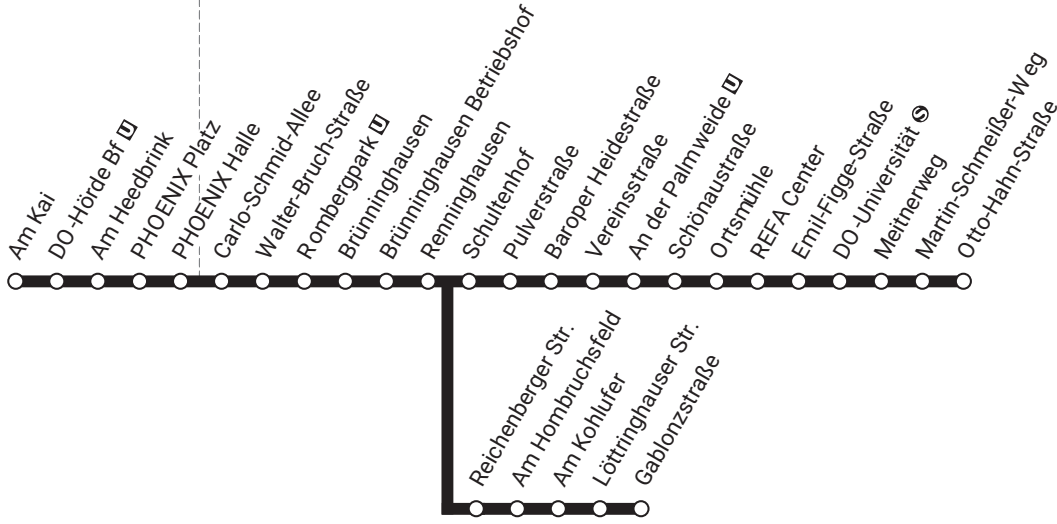 Am Kai
DO-Hörde Bf U
Am Heedbrink
PHOENIX Platz
PHOENIX Halle
Carlo-Schmid-Allee
Walter-Bruch-Straße
Rombergpark U
Brünninghausen
Brünninghausen Betriebshof
Renninghausen
Schultenhof
Pulverstraße
Baroper Heidestraße
Vereinsstraße
An der Palmweide U
Schönaustraße
Ortsmühle
REFA Center
Emil-Figge-Straße
DO-Universität S
Meitnerweg
Martin-Schmeißer-Weg
Otto-Hahn-Straße
Reichenberger Str.
Am Hombruchsfeld
Am Kohlufer
Löttringhauser Str.
Gablonzstraße